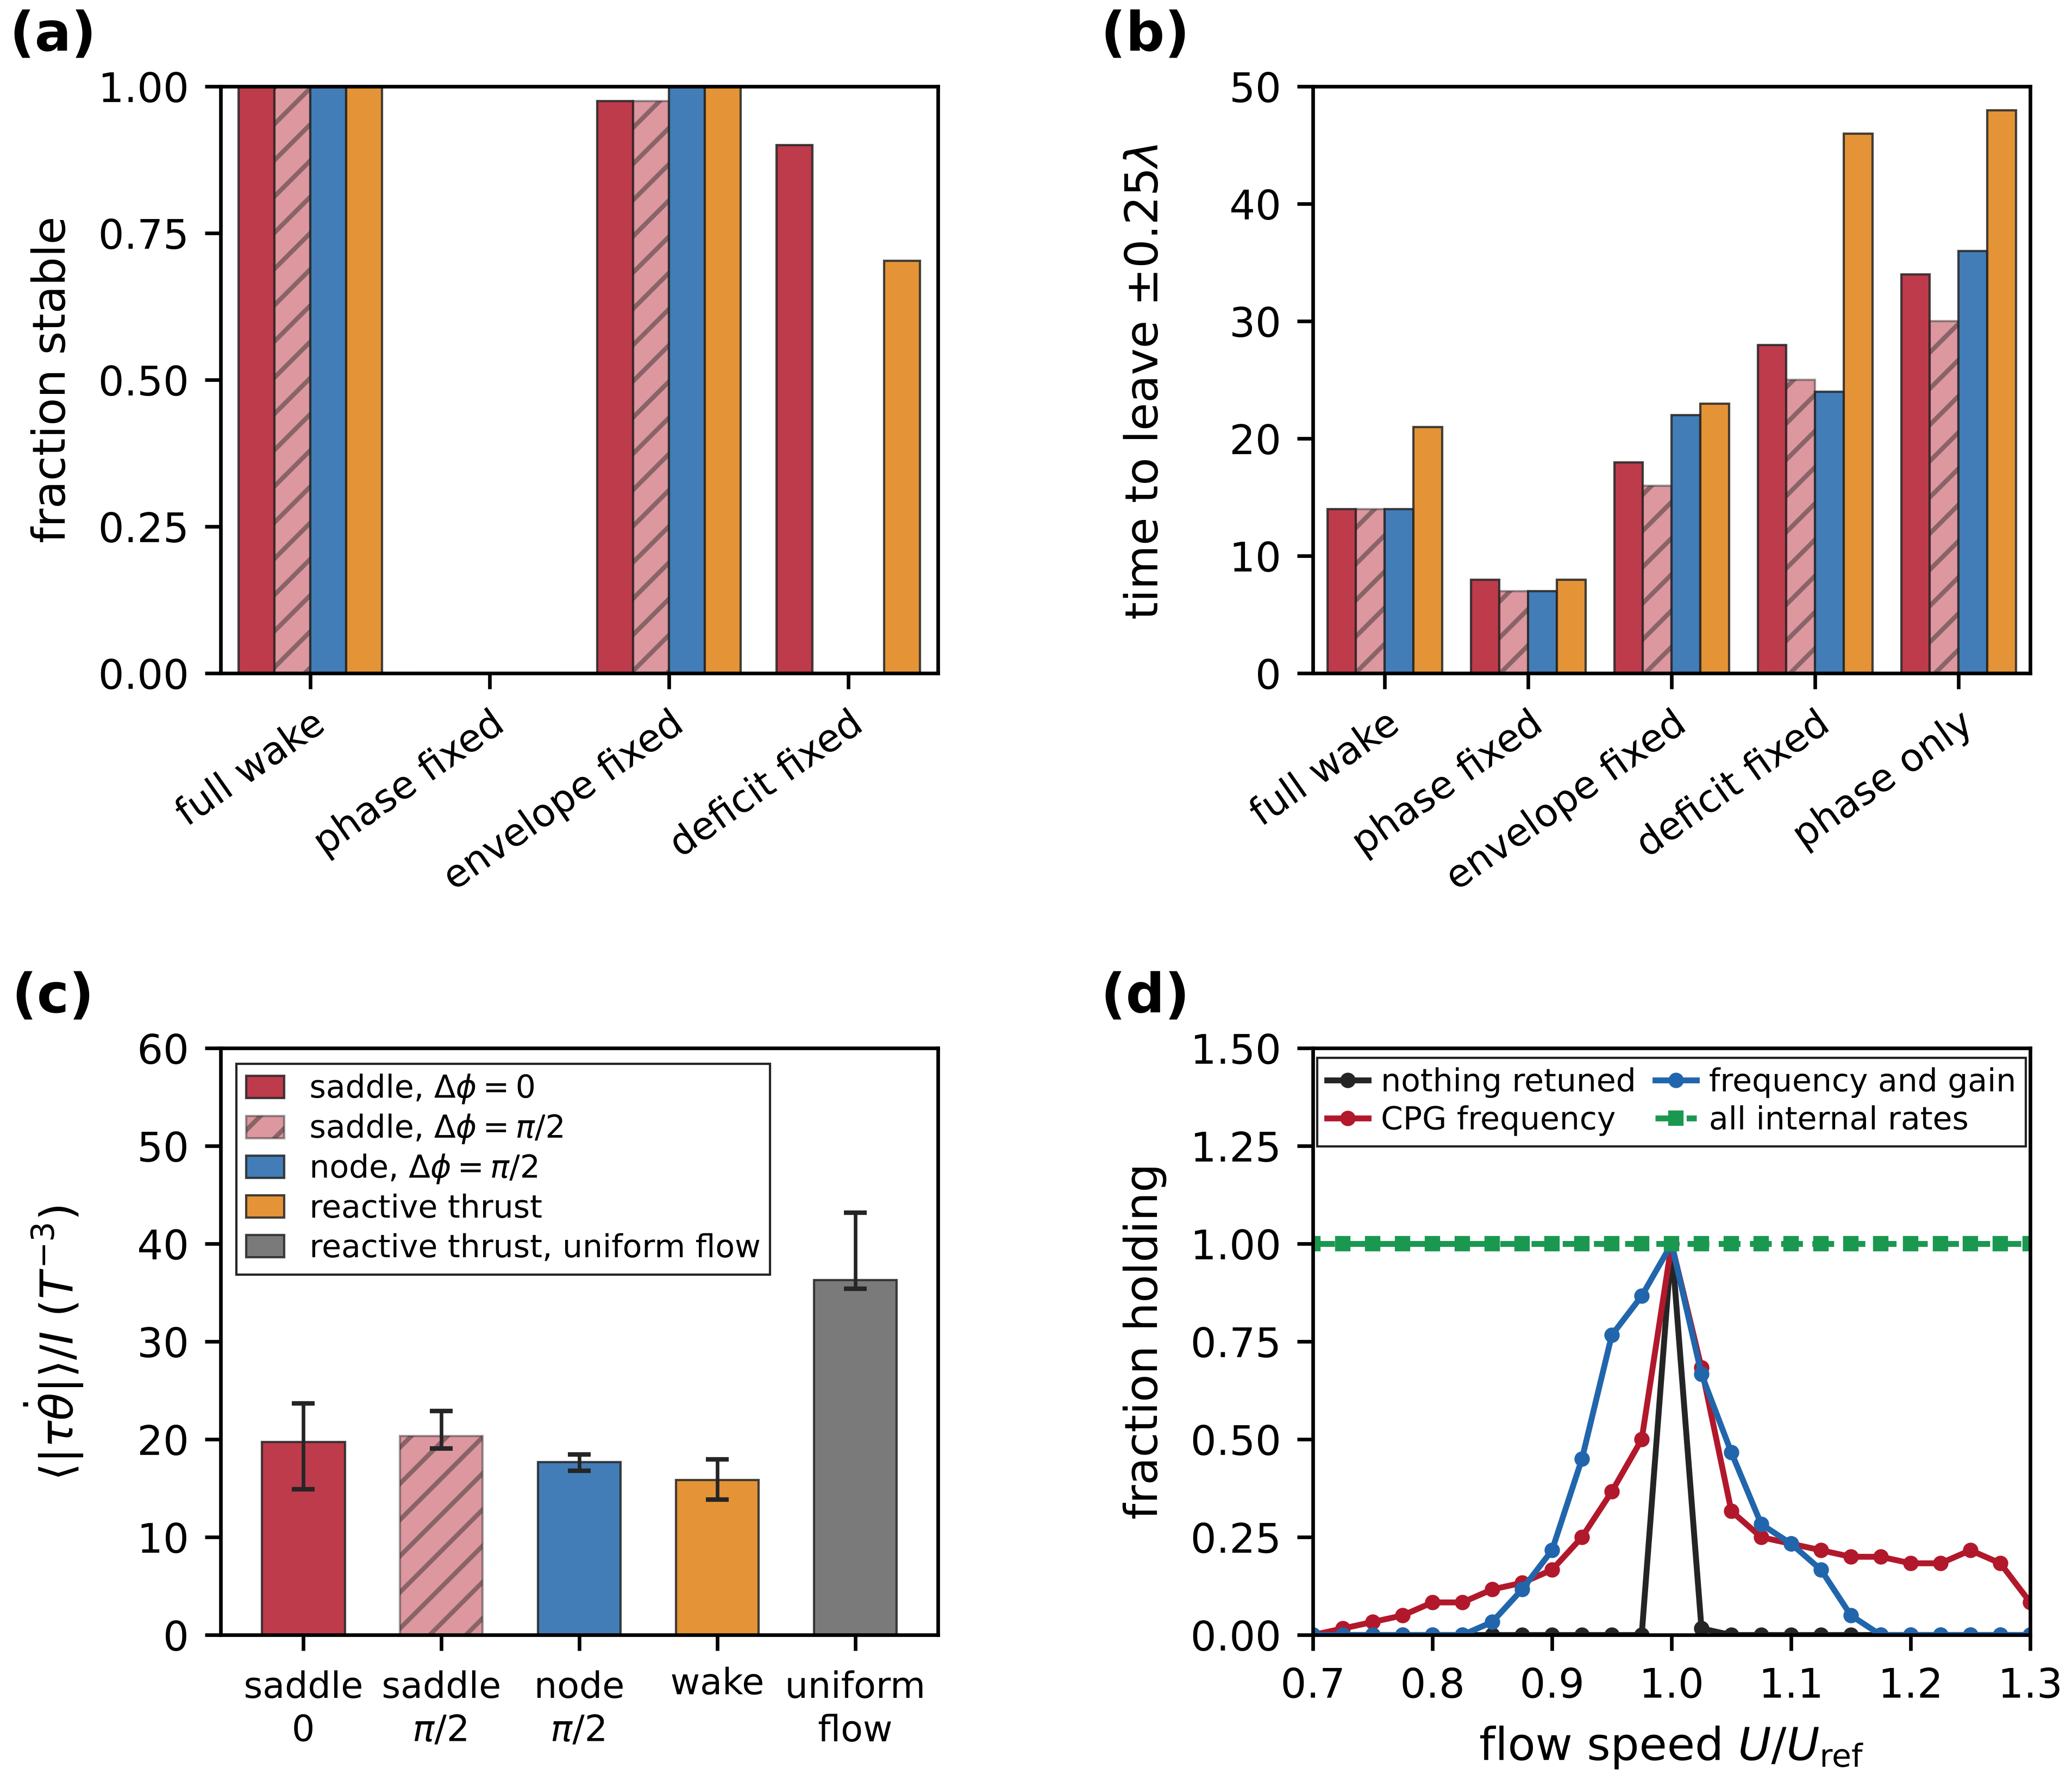 (a)
1.00
0.75
0.50
0.25
0.00
fraction stable
full wake
phase fixed
envelope fixed
deficit fixed
(b)
50
40
30
20
10
0
time to leave ±0.25λ
full wake
phase fixed
envelope fixed
deficit fixed
phase only
(c)
60
50
40
30
20
10
0
⟨|τθ̇|⟩/I (T⁻³)
saddle, Δϕ = 0
saddle, Δϕ = π/2
node, Δϕ = π/2
reactive thrust
reactive thrust, uniform flow
saddle saddle node wake uniform
0 π/2 π/2 flow
(d)
1.50
1.25
1.00
0.75
0.50
0.25
0.00
fraction holding
nothing retuned frequency and gain
CPG frequency all internal rates
0.7 0.8 0.9 1.0 1.1 1.2 1.3
flow speed U/U_ref